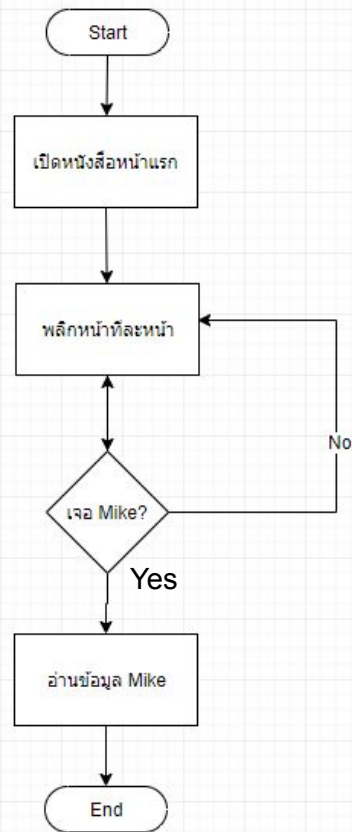 Start
เปิดหนังสือหน้าแรก
พลิกหน้าทีละหน้า
No
เจอ Mike?
Yes
อ่านข้อมูล Mike
End